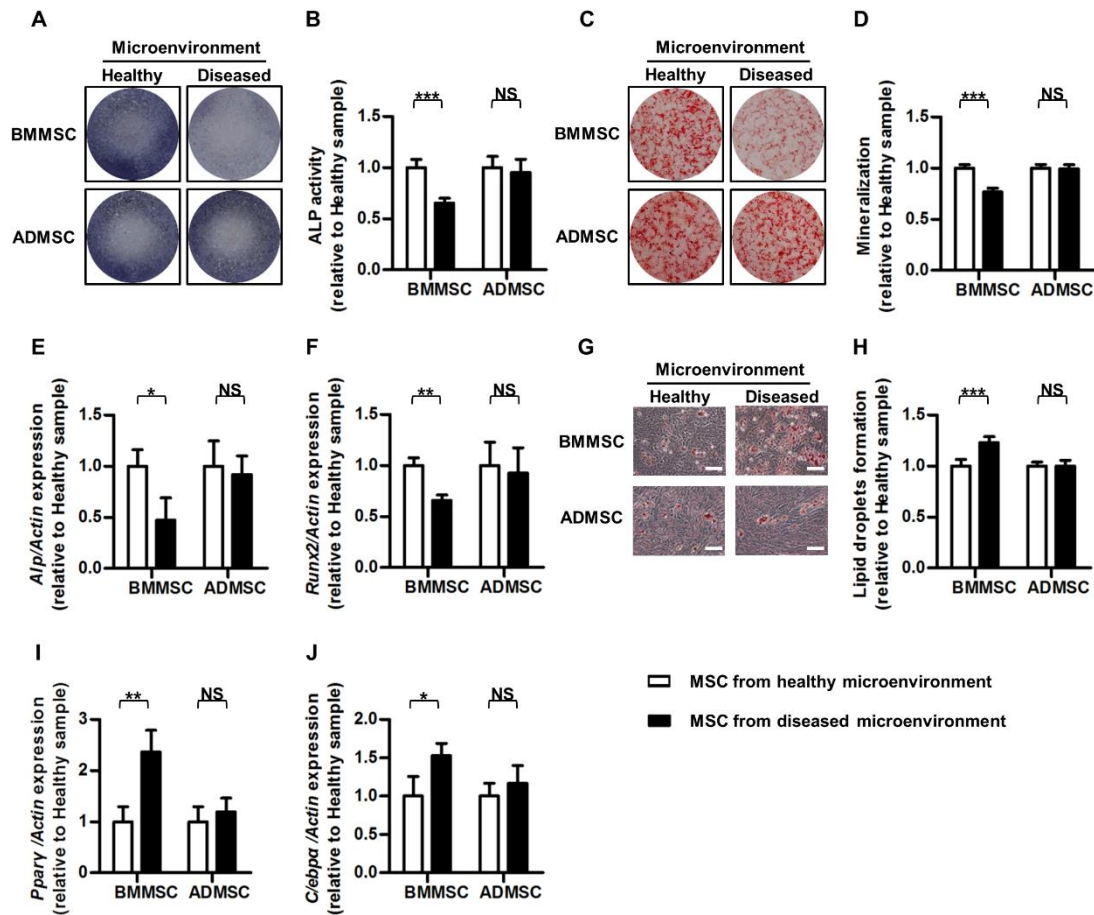 A
Microenvironment
Healthy Diseased
BMMSC
ADMSC
B
ALP activity
(relative to Healthy sample)
1.5
1.0
0.5
0.0
*** NS
BMMSC ADMSC
C
Microenvironment
Healthy Diseased
BMMSC
ADMSC
D
Mineralization
(relative to Healthy sample)
1.5
1.0
0.5
0.0
*** NS
BMMSC ADMSC
E
Alp/Actin expression
(relative to Healthy sample)
1.5
1.0
0.5
0.0
* NS
BMMSC ADMSC
F
Runx2/Actin expression
(relative to Healthy sample)
1.5
1.0
0.5
0.0
** NS
BMMSC ADMSC
G
Microenvironment
Healthy Diseased
BMMSC
ADMSC
H
Lipid droplets formation
(relative to Healthy sample)
1.5
1.0
0.5
0.0
*** NS
BMMSC ADMSC
I
Pparγ /Actin expression
(relative to Healthy sample)
3
2
1
0
** NS
BMMSC ADMSC
J
C/ebpα /Actin expression
(relative to Healthy sample)
2.0
1.5
1.0
0.5
0.0
* NS
BMMSC ADMSC
MSC from healthy microenvironment
MSC from diseased microenvironment